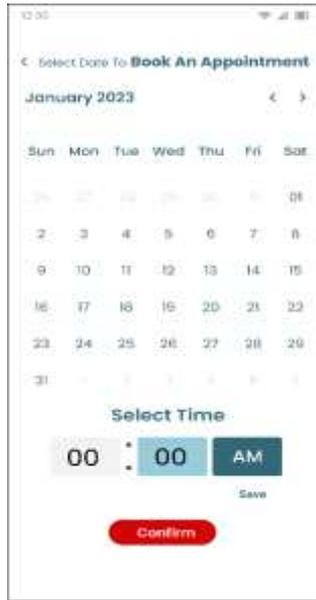 12:30
< Select Date To Book An Appointment
January 2023 < >
Sun Mon Tue Wed Thu Fri Sat
01
2 3 4 5 6 7 8
9 10 11 12 13 14 15
16 17 18 19 20 21 22
23 24 25 26 27 28 29
31
Select Time
00 : 00 AM
Save
Confirm